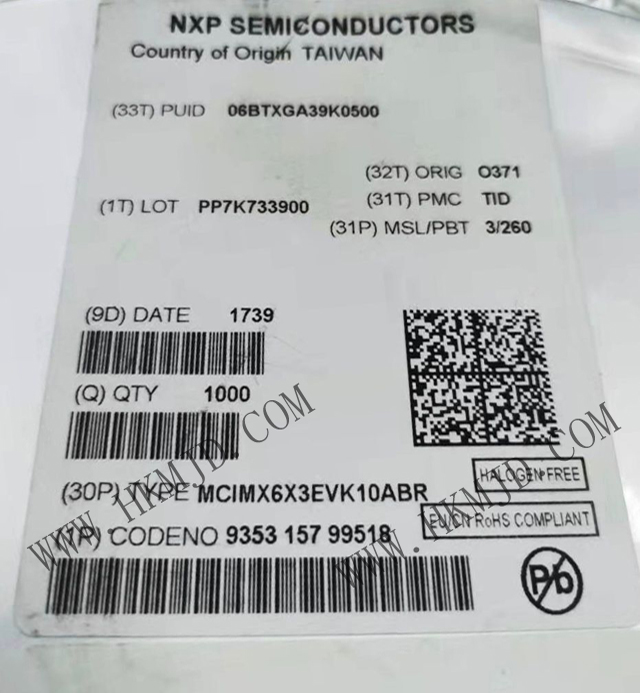 NXP SEMICONDUCTORS
Country of Origin TAIWAN
(33T) PUID 06BTXGA39K0500
(32T) ORIG O371
(1T) LOT PP7K733900
(31T) PMC TID
(31P) MSL/PBT 3/260
(9D) DATE 1739
(Q) QTY 1000
HALOGEN FREE
(30P) TYPE MCIMX6X3EVK10ABR
EU/CN RoHS COMPLIANT
(1P) CODENO 9353 157 99518
Pb
WWW.HKMJD.COM
WWW.HKMJD.COM